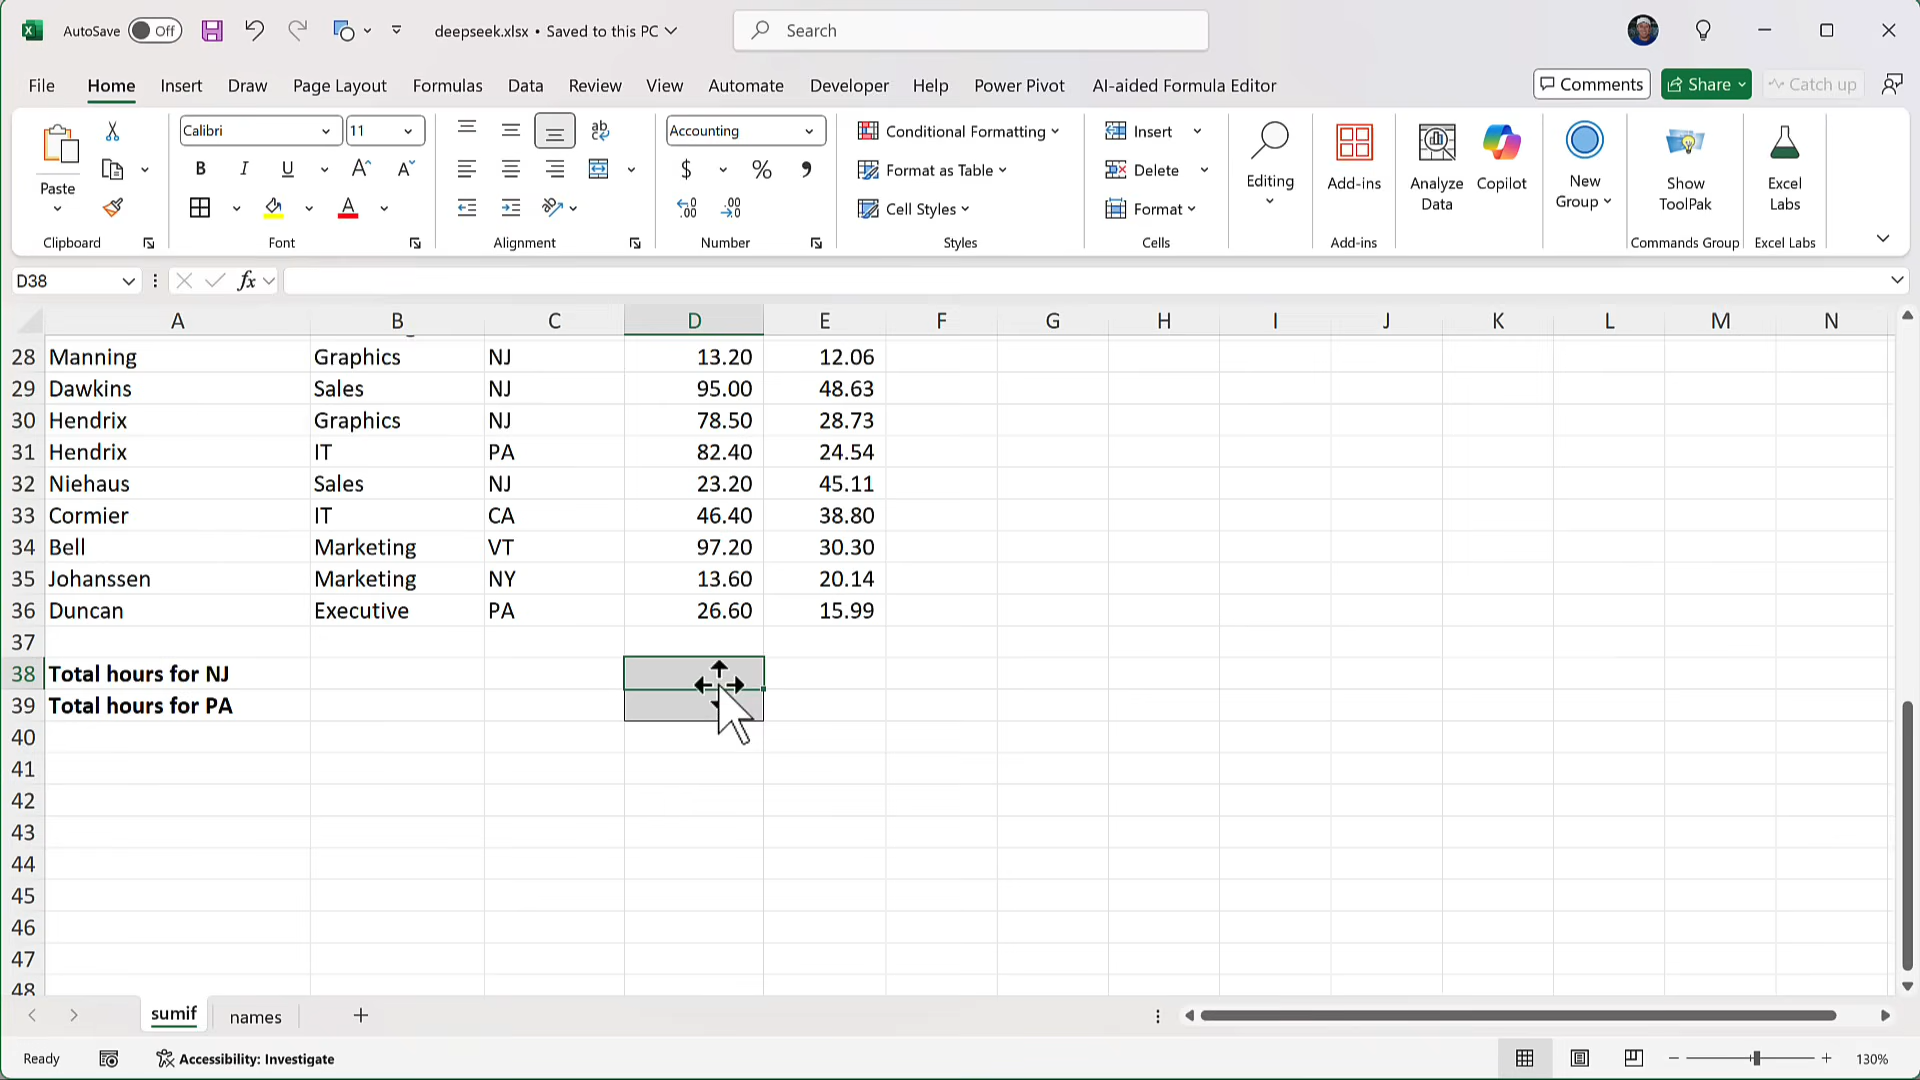 AutoSave Off deepseek.xlsx • Saved to this PC Search
File Home Insert Draw Page Layout Formulas Data Review View Automate Developer Help Power Pivot AI-aided Formula Editor Comments Share Catch up
Paste
Clipboard
Calibri 11
B I U
Font
ab
Alignment
Accounting
$ % ,
Number
Conditional Formatting
Format as Table
Cell Styles
Styles
Insert
Delete
Format
Cells
Editing
Add-ins
Add-ins
Analyze
Data
Copilot
New
Group
Show
ToolPak
Commands Group
Excel
Labs
Excel Labs
D38 fx
A B C D E F G H I J K L M N
28 Manning Graphics NJ 13.20 12.06
29 Dawkins Sales NJ 95.00 48.63
30 Hendrix Graphics NJ 78.50 28.73
31 Hendrix IT PA 82.40 24.54
32 Niehaus Sales NJ 23.20 45.11
33 Cormier IT CA 46.40 38.80
34 Bell Marketing VT 97.20 30.30
35 Johanssen Marketing NY 13.60 20.14
36 Duncan Executive PA 26.60 15.99
37
38 Total hours for NJ
39 Total hours for PA
40
41
42
43
44
45
46
47
48
sumif names
Ready Accessibility: Investigate 130%